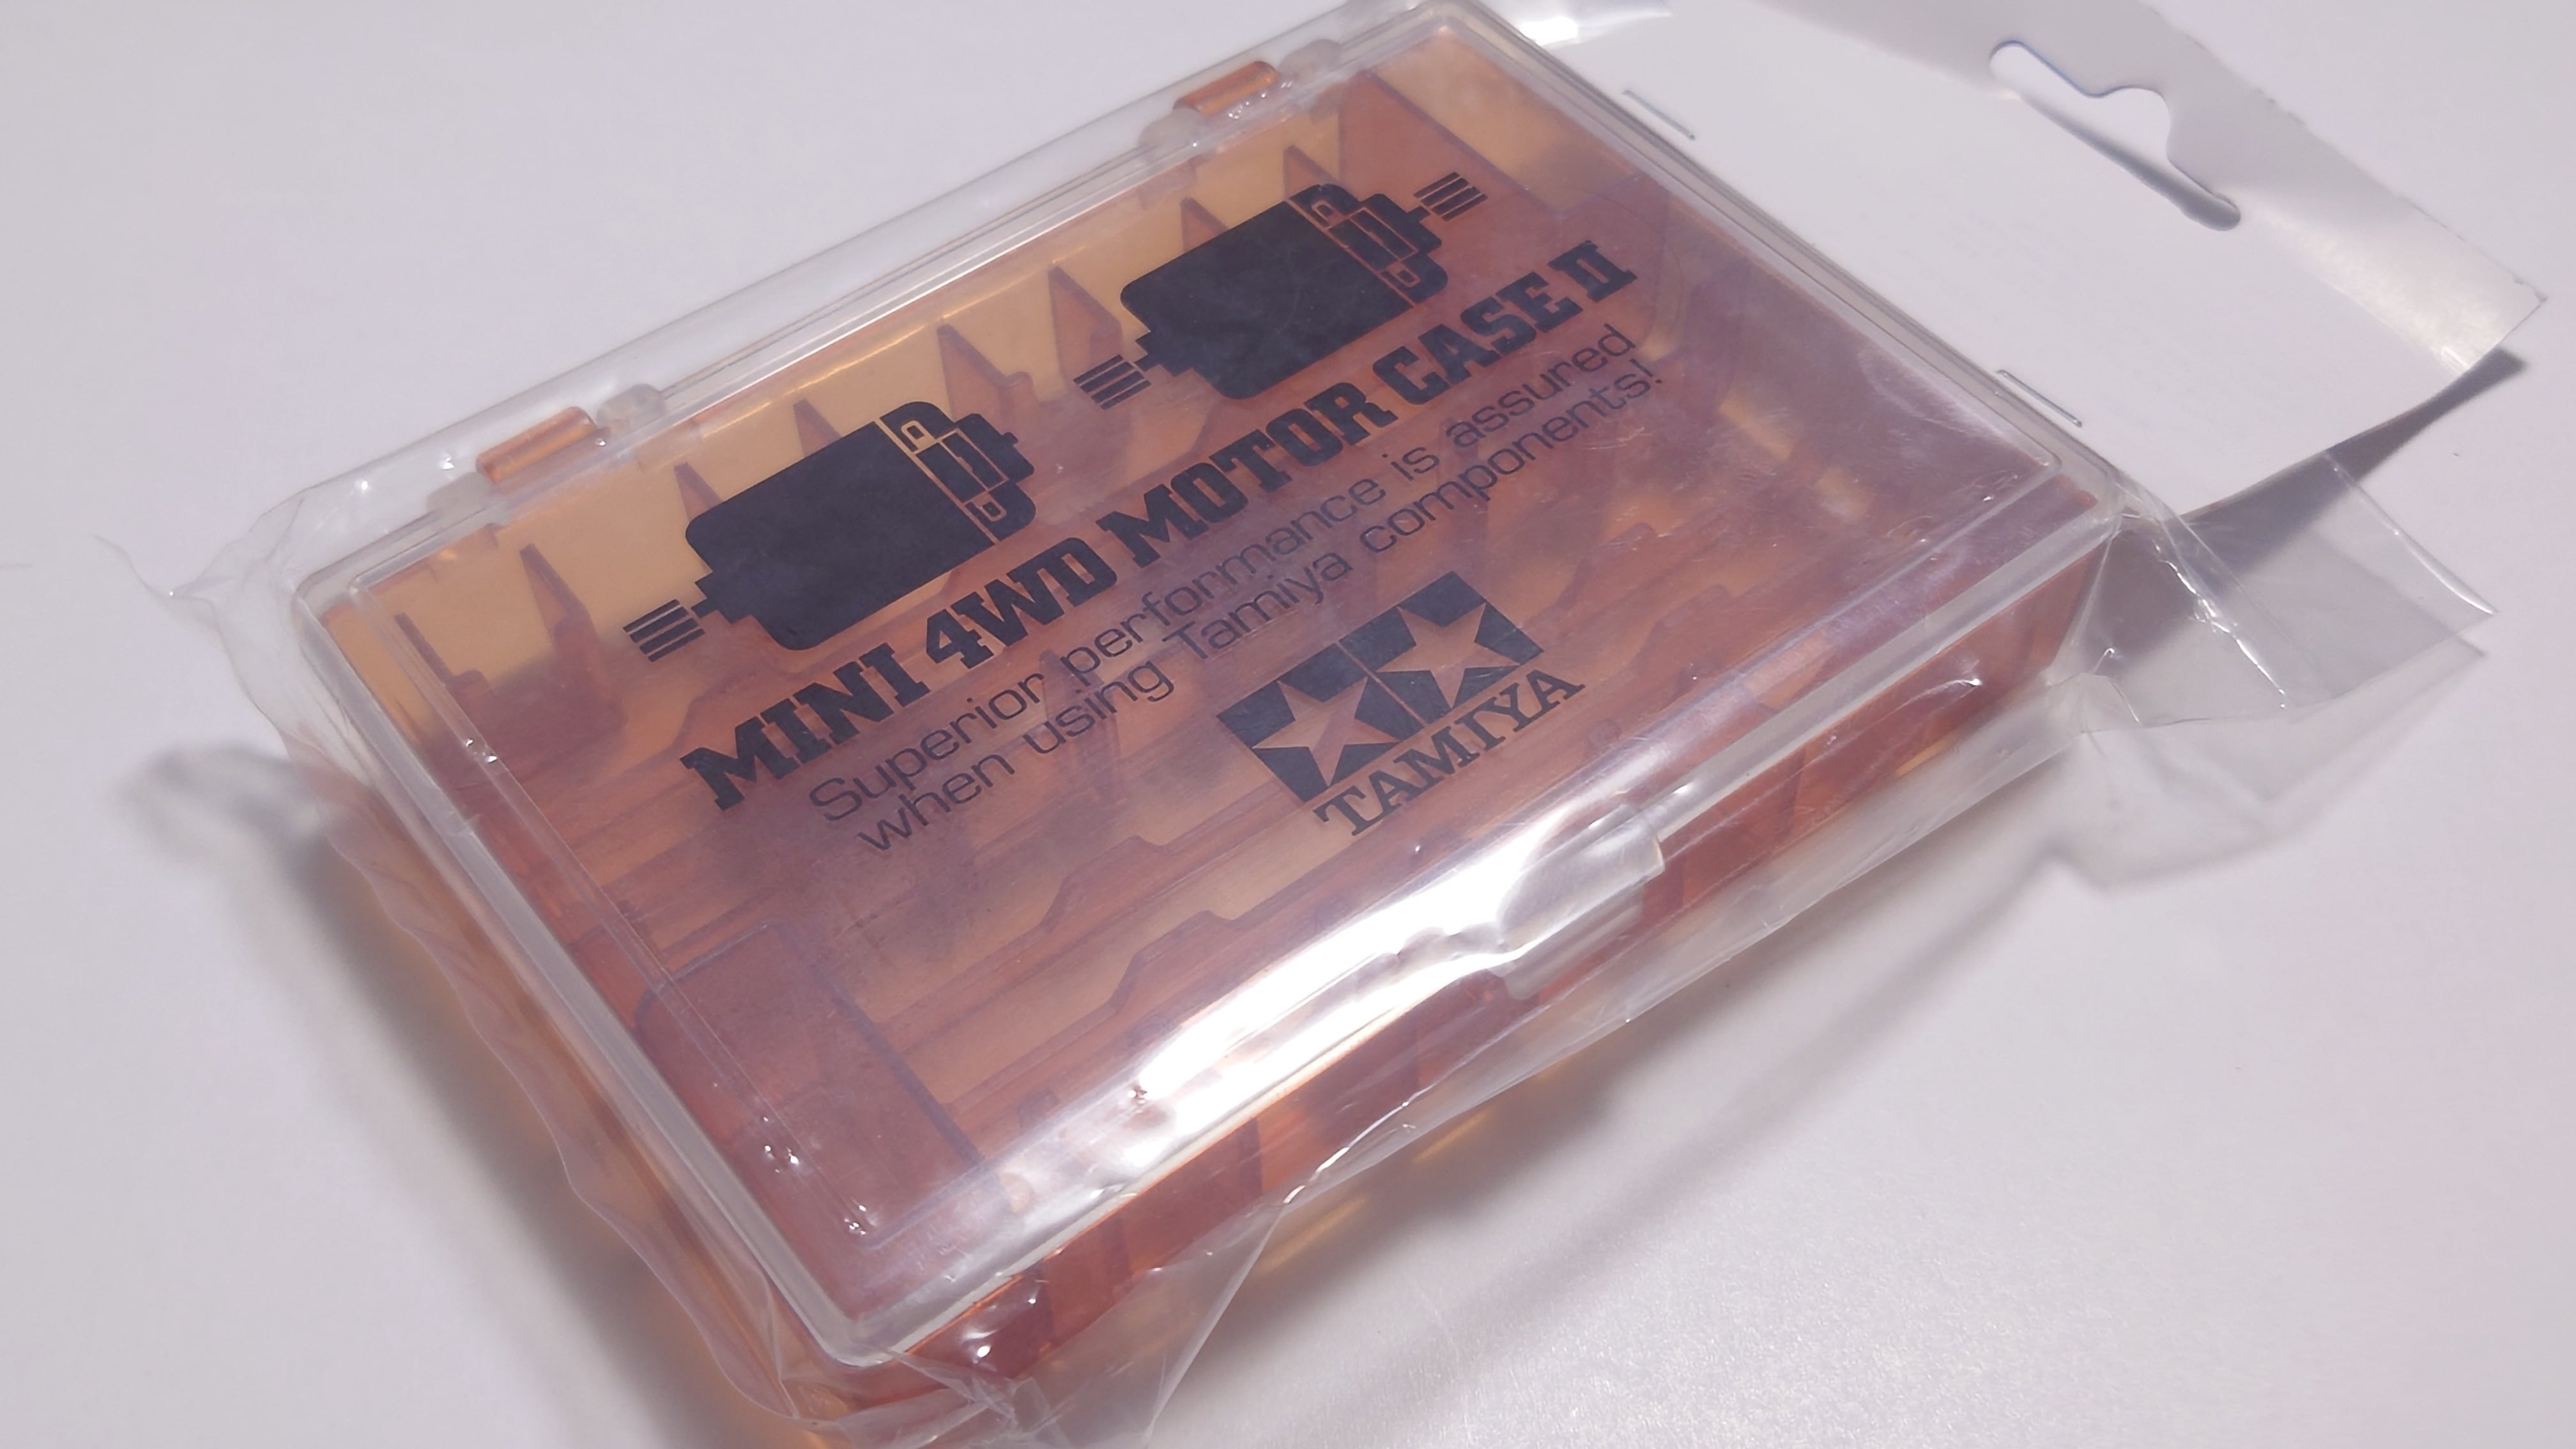 MINI 4WD MOTOR CASE II
Superior performance is assured
when using Tamiya components!
TAMIYA